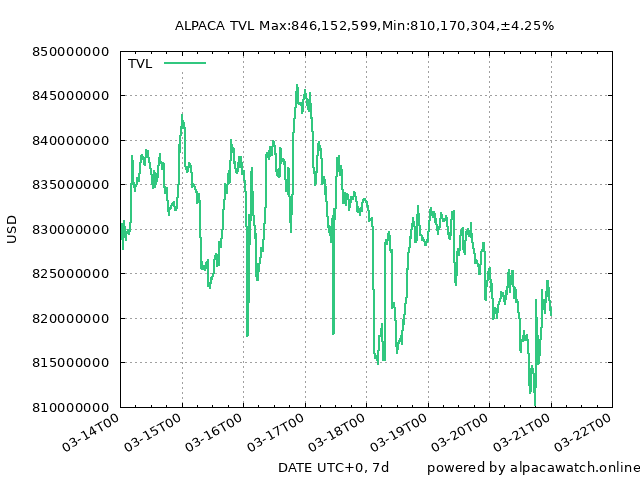 ALPACA TVL Max:846,152,599,Min:810,170,304,±4.25%
850000000
TVL
845000000
840000000
835000000
830000000
USD
825000000
820000000
815000000
810000000
03-14T00 03-15T00 03-16T00 03-17T00 03-18T00 03-19T00 03-20T00 03-21T00 03-22T00
DATE UTC+0, 7d powered by alpacawatch.online